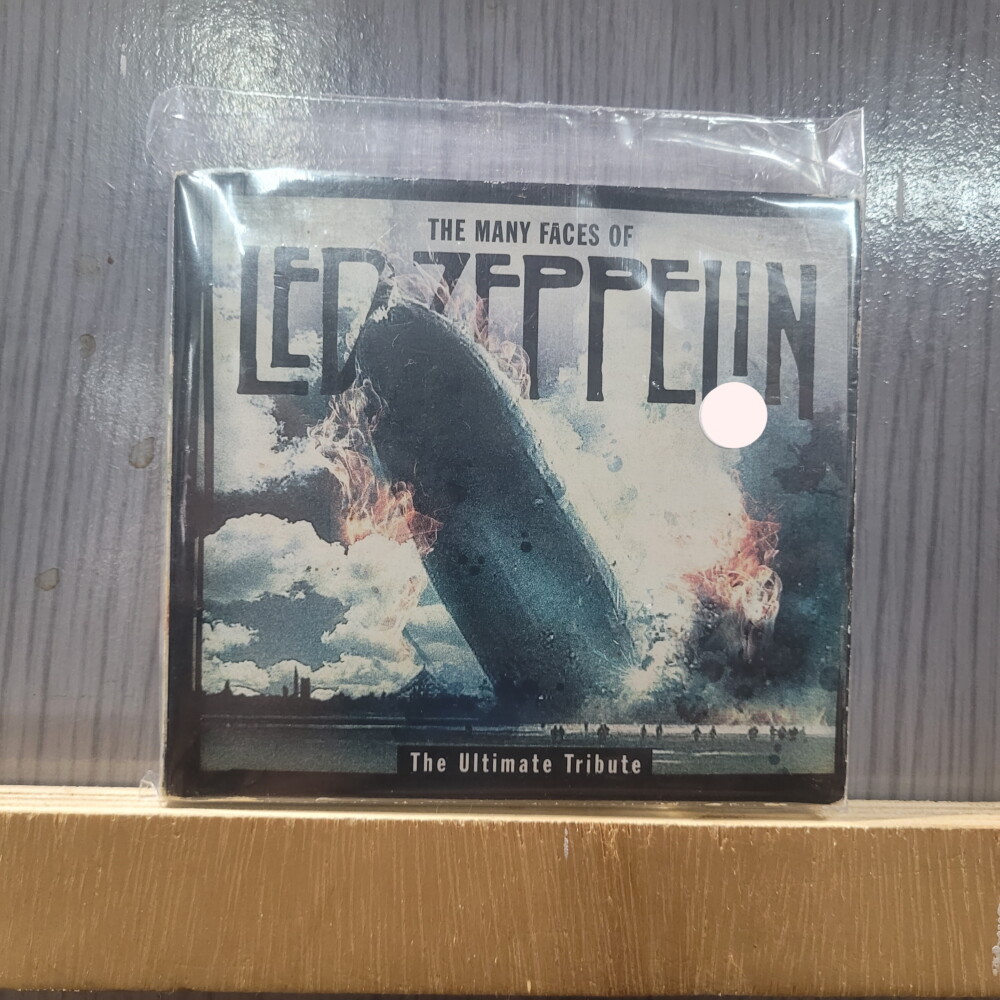 THE MANY FACES OF
LED ZEPPELIN
The Ultimate Tribute